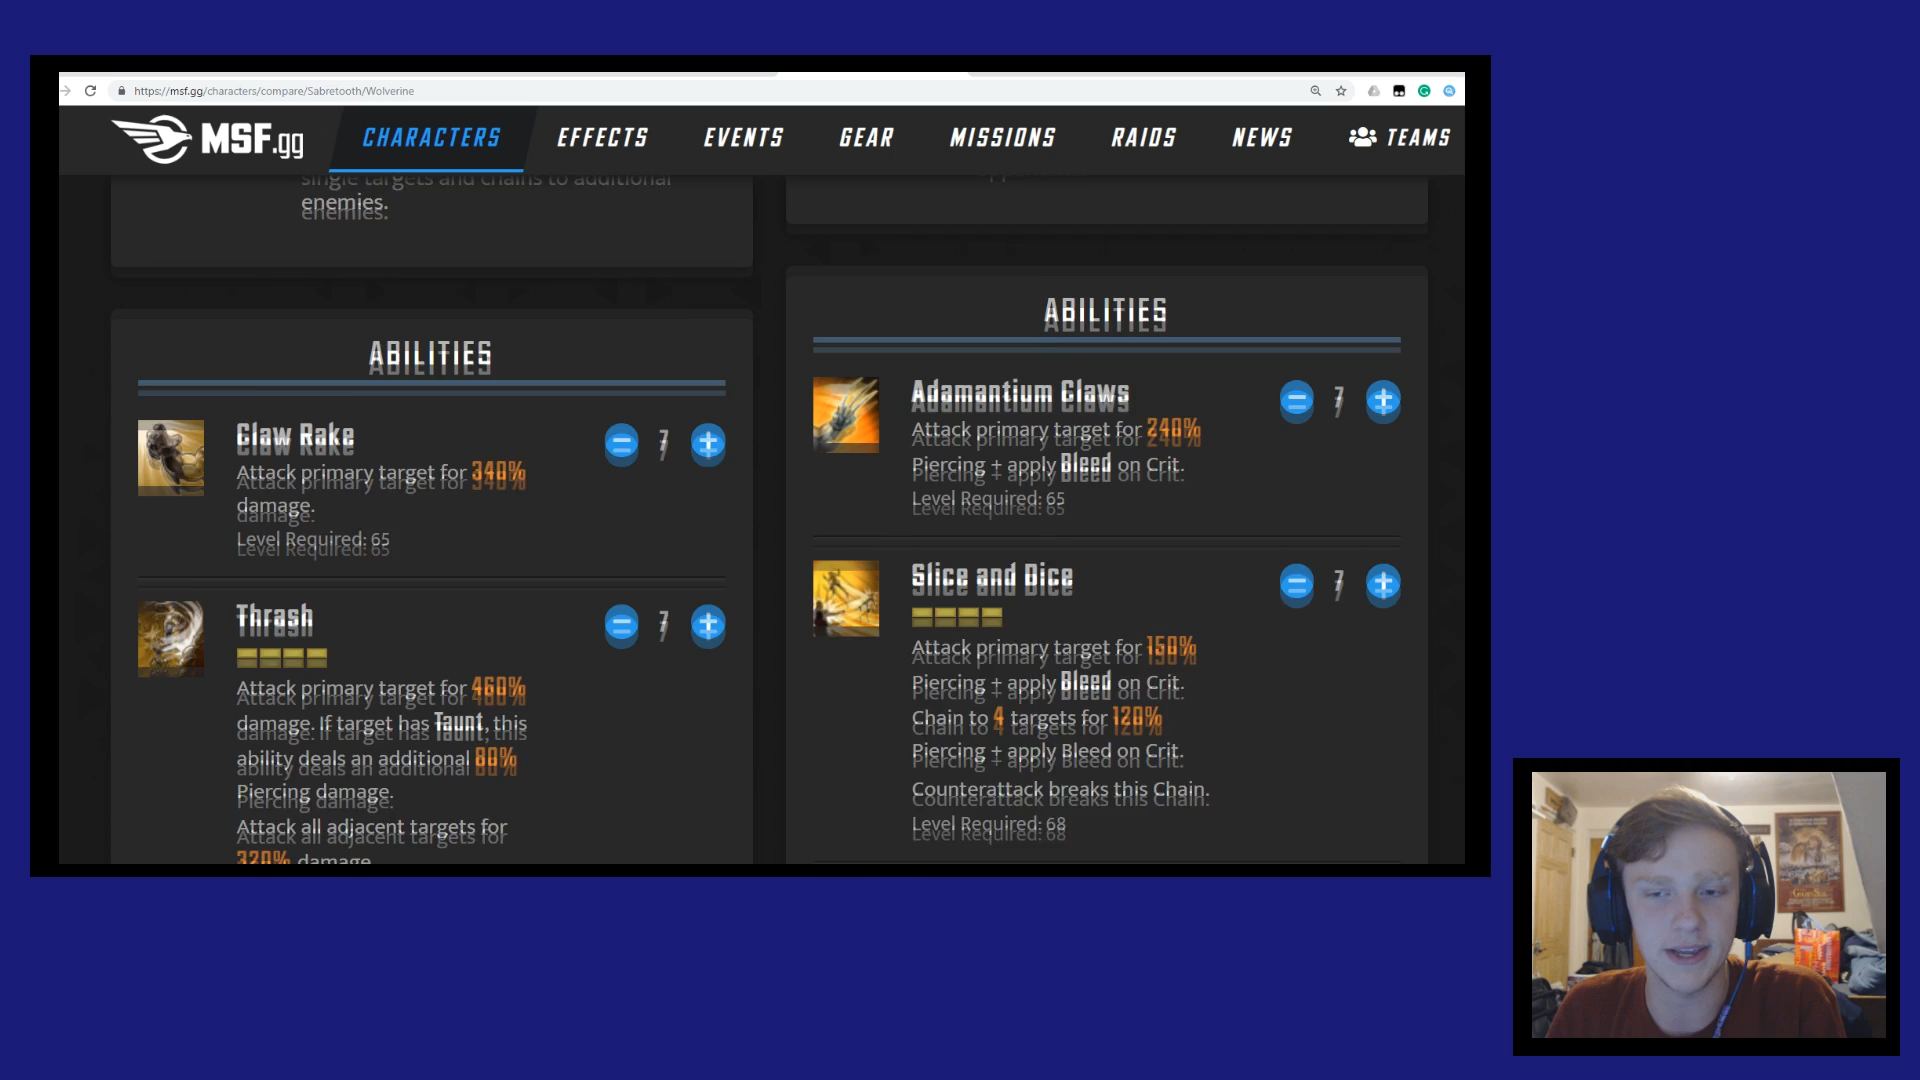 https://msf.gg/characters/compare/Sabretooth/Wolverine
MSF.gg
CHARACTERS
EFFECTS
EVENTS
GEAR
MISSIONS
RAIDS
NEWS
TEAMS
single targets and chains to additional
enemies.
ABILITIES
Claw Rake
7
Attack primary target for 340%
damage.
Level Required: 65
Thrash
7
Attack primary target for 460%
damage. If target has Taunt, this
ability deals an additional 80%
Piercing damage.
Attack all adjacent targets for
320% damage
ABILITIES
Adamantium Claws
7
Attack primary target for 240%
Piercing + apply Bleed on Crit.
Level Required: 65
Slice and Dice
7
Attack primary target for 150%
Piercing + apply Bleed on Crit.
Chain to 4 targets for 120%
Piercing + apply Bleed on Crit.
Counterattack breaks this Chain.
Level Required: 68